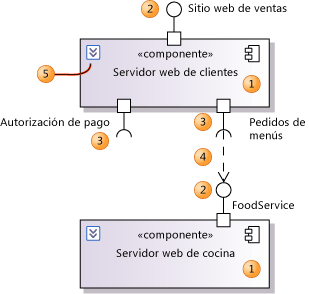 2 Sitio web de ventas
«componente»
Servidor web de clientes
5
1
Autorización de pago
3
3
Pedidos de
menús
4
2
FoodService
«componente»
Servidor web de cocina
1